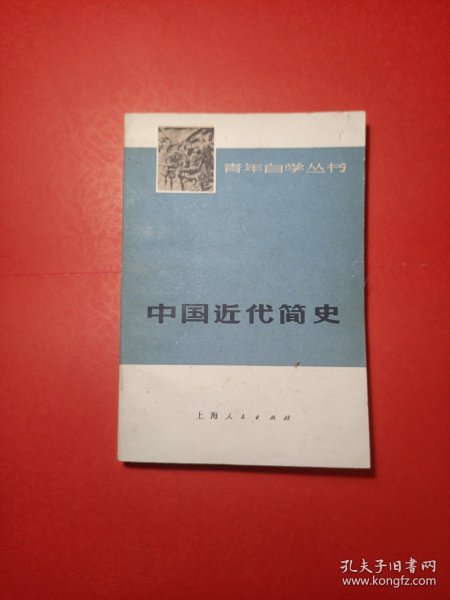 青年自学丛书
中国近代简史
上海人民出版社
孔夫子旧书网
www.kongfz.com